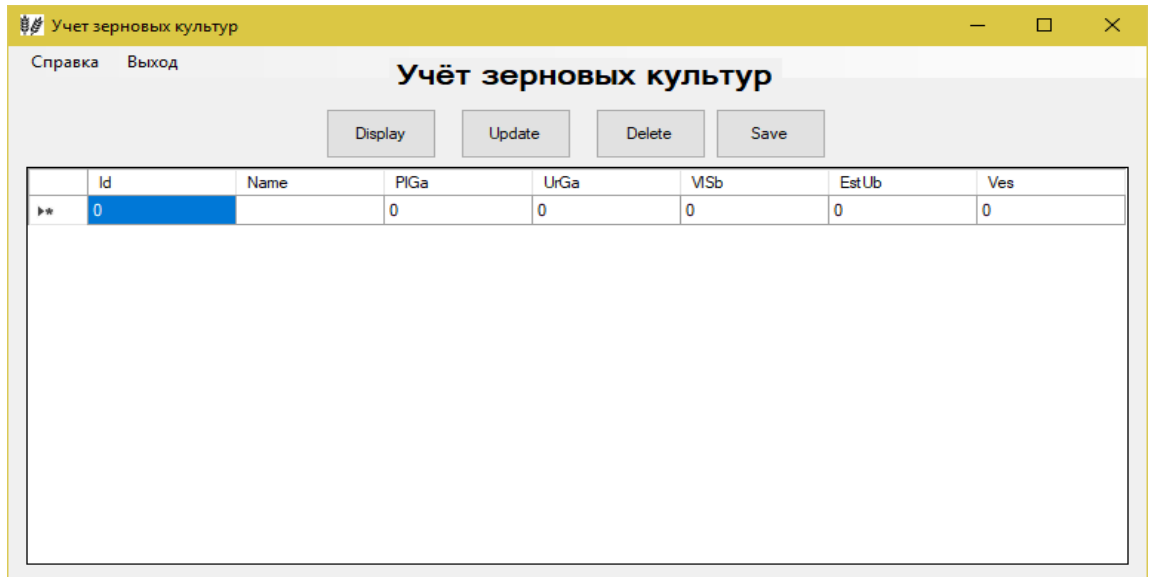 Учет зерновых культур
Справка Выход
Учёт зерновых культур
Display Update Delete Save
Id Name PlGa UrGa VlSb EstUb Ves
0 0 0 0 0 0